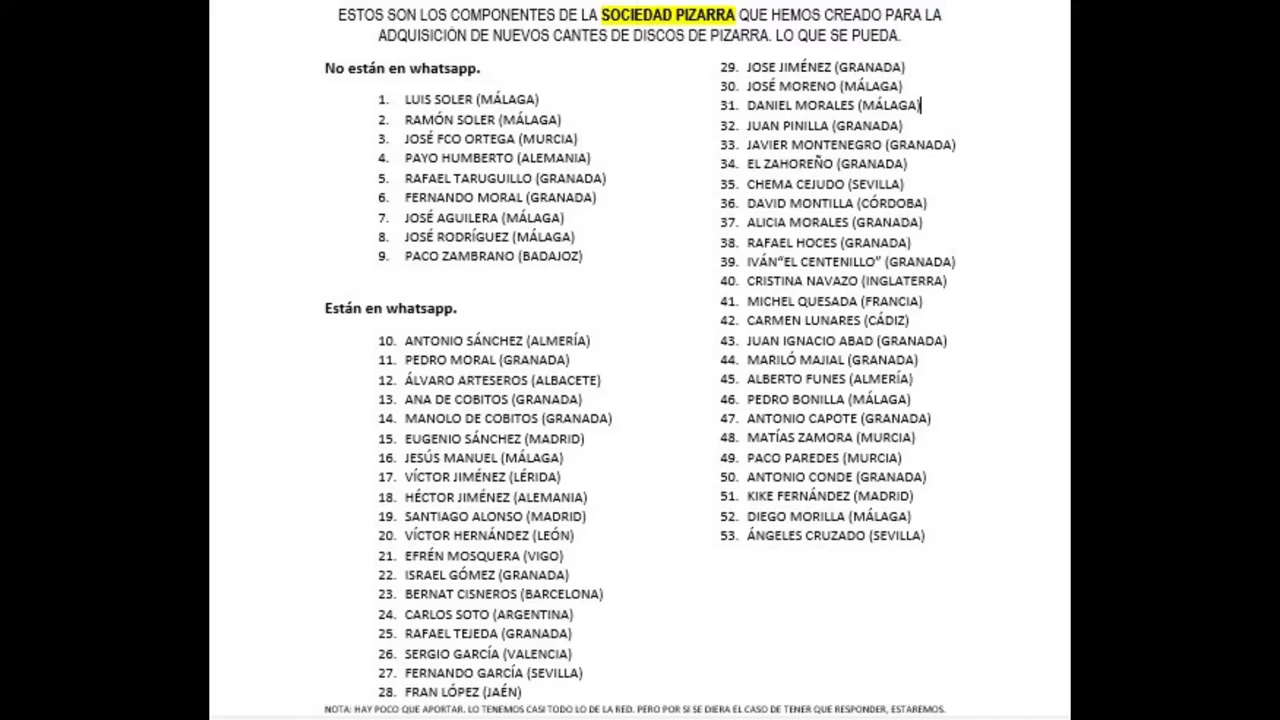 ESTOS SON LOS COMPONENTES DE LA SOCIEDAD PIZARRA QUE HEMOS CREADO PARA LA
ADQUISICIÓN DE NUEVOS CANTES DE DISCOS DE PIZARRA. LO QUE SE PUEDA.
No están en whatsapp.
1. LUIS SOLER (MÁLAGA)
2. RAMÓN SOLER (MÁLAGA)
3. JOSÉ FCO ORTEGA (MURCIA)
4. PAYO HUMBERTO (ALEMANIA)
5. RAFAEL TARUGUILLO (GRANADA)
6. FERNANDO MORAL (GRANADA)
7. JOSÉ AGUILERA (MÁLAGA)
8. JOSÉ RODRÍGUEZ (MÁLAGA)
9. PACO ZAMBRANO (BADAJOZ)
Están en whatsapp.
10. ANTONIO SÁNCHEZ (ALMERÍA)
11. PEDRO MORAL (GRANADA)
12. ÁLVARO ARTESEROS (ALBACETE)
13. ANA DE COBITOS (GRANADA)
14. MANOLO DE COBITOS (GRANADA)
15. EUGENIO SÁNCHEZ (MADRID)
16. JESÚS MANUEL (MÁLAGA)
17. VÍCTOR JIMÉNEZ (LÉRIDA)
18. HÉCTOR JIMÉNEZ (ALEMANIA)
19. SANTIAGO ALONSO (MADRID)
20. VÍCTOR HERNÁNDEZ (LEÓN)
21. EFRÉN MOSQUERA (VIGO)
22. ISRAEL GÓMEZ (GRANADA)
23. BERNAT CISNEROS (BARCELONA)
24. CARLOS SOTO (ARGENTINA)
25. RAFAEL TEJEDA (GRANADA)
26. SERGIO GARCÍA (VALENCIA)
27. FERNANDO GARCÍA (SEVILLA)
28. FRAN LÓPEZ (JAÉN)
29. JOSE JIMÉNEZ (GRANADA)
30. JOSÉ MORENO (MÁLAGA)
31. DANIEL MORALES (MÁLAGA)
32. JUAN PINILLA (GRANADA)
33. JAVIER MONTENEGRO (GRANADA)
34. EL ZAHOREÑO (GRANADA)
35. CHEMA CEJUDO (SEVILLA)
36. DAVID MONTILLA (CÓRDOBA)
37. ALICIA MORALES (GRANADA)
38. RAFAEL HOCES (GRANADA)
39. IVÁN“EL CENTENILLO” (GRANADA)
40. CRISTINA NAVAZO (INGLATERRA)
41. MICHEL QUESADA (FRANCIA)
42. CARMEN LUNARES (CÁDIZ)
43. JUAN IGNACIO ABAD (GRANADA)
44. MARILÓ MAJIAL (GRANADA)
45. ALBERTO FUNES (ALMERÍA)
46. PEDRO BONILLA (MÁLAGA)
47. ANTONIO CAPOTE (GRANADA)
48. MATÍAS ZAMORA (MURCIA)
49. PACO PAREDES (MURCIA)
50. ANTONIO CONDE (GRANADA)
51. KIKE FERNÁNDEZ (MADRID)
52. DIEGO MORILLA (MÁLAGA)
53. ÁNGELES CRUZADO (SEVILLA)
NOTA: HAY POCO QUE APORTAR. LO TENEMOS CASI TODO LO DE LA RED. PERO POR SI SE DIERA EL CASO DE TENER QUE RESPONDER, ESTAREMOS.